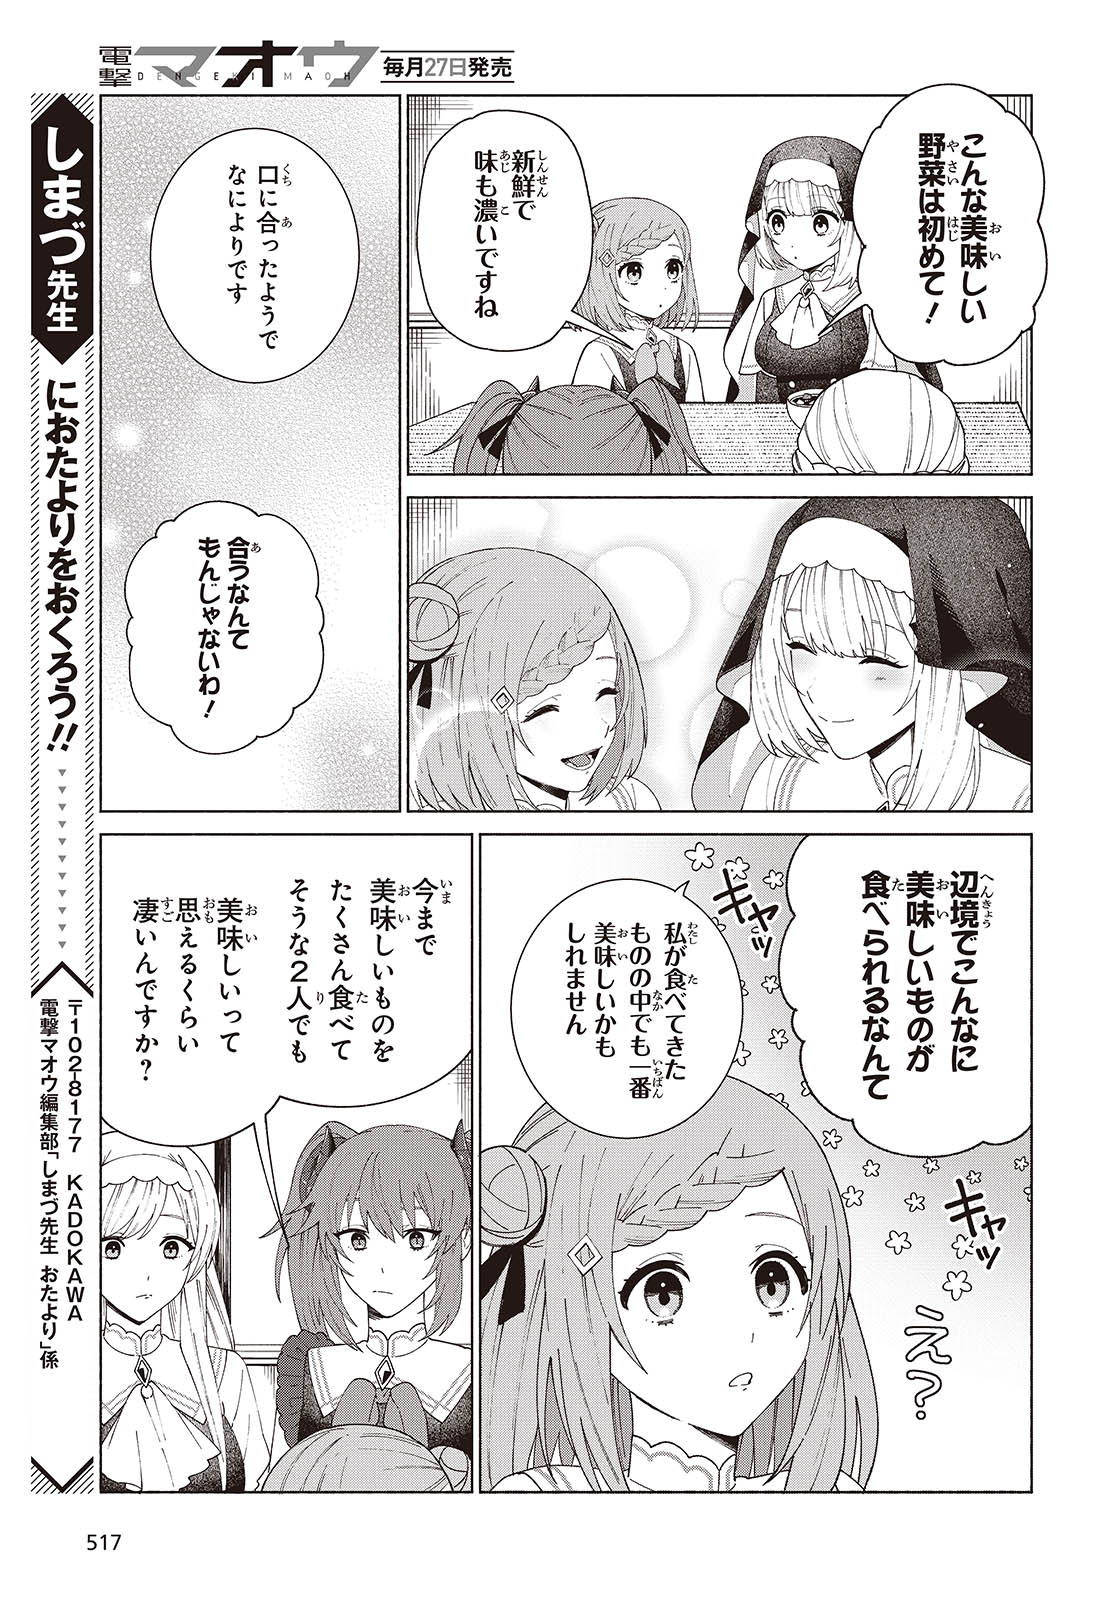 電撃マオウ
DENGEKI MAOH
毎月27日発売
こんな美味しい
野菜は初めて！
新鮮で
味も濃いですね
口に合ったようで
なによりです
合うなんて
もんじゃないわ！
辺境でこんなに
美味しいものが
食べられるなんて
キャッ
キャッ
私が食べてきた
ものの中でも一番
美味しいかも
しれません
え？
今まで
美味しいものを
たくさん食べて
そうな2人でも
美味しいって
思えるくらい
凄いんですか？
しまづ先生におたよりをおくろう!!
〒102-8177　KADOKAWA
電撃マオウ編集部「しまづ先生　おたより」係
517